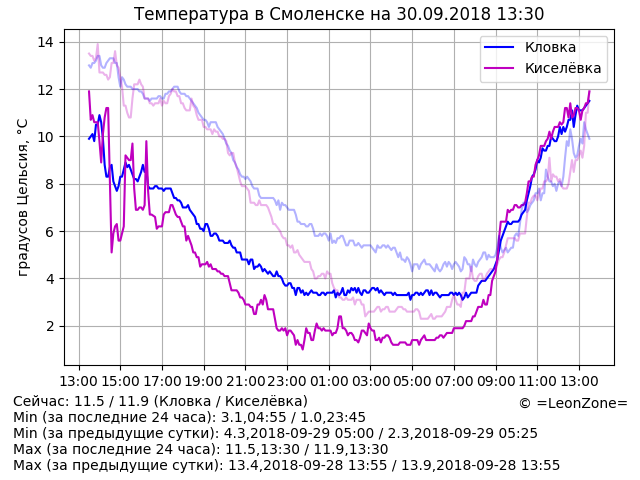 Температура в Смоленске на 30.09.2018 13:30
градусов Цельсия, °C
14
12
10
8
6
4
2
Кловка
Киселёвка
13:00 15:00 17:00 19:00 21:00 23:00 01:00 03:00 05:00 07:00 09:00 11:00 13:00
Сейчас: 11.5 / 11.9 (Кловка / Киселёвка)
© =LeonZone=
Min (за последние 24 часа): 3.1,04:55 / 1.0,23:45
Min (за предыдущие сутки): 4.3,2018-09-29 05:00 / 2.3,2018-09-29 05:25
Max (за последние 24 часа): 11.5,13:30 / 11.9,13:30
Max (за предыдущие сутки): 13.4,2018-09-28 13:55 / 13.9,2018-09-28 13:55